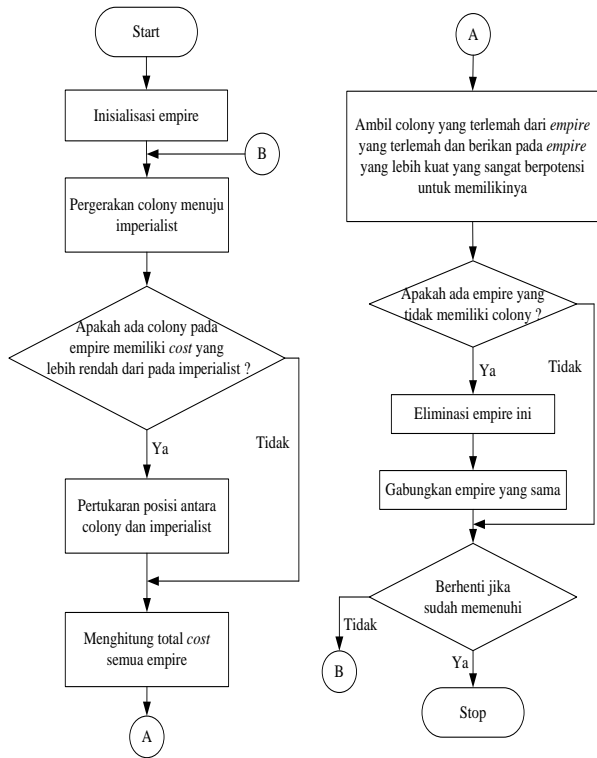 Start
Inisialisasi empire
B
Pergerakan colony menuju
imperialist
Apakah ada colony pada
empire memiliki cost yang
lebih rendah dari pada imperialist ?
Ya
Tidak
Pertukaran posisi antara
colony dan imperialist
Menghitung total cost
semua empire
A
A
Ambil colony yang terlemah dari empire
yang terlemah dan berikan pada empire
yang lebih kuat yang sangat berpotensi
untuk memilikinya
Apakah ada empire yang
tidak memiliki colony ?
Ya
Tidak
Eliminasi empire ini
Gabungkan empire yang sama
Berhenti jika
sudah memenuhi
Tidak
B
Ya
Stop